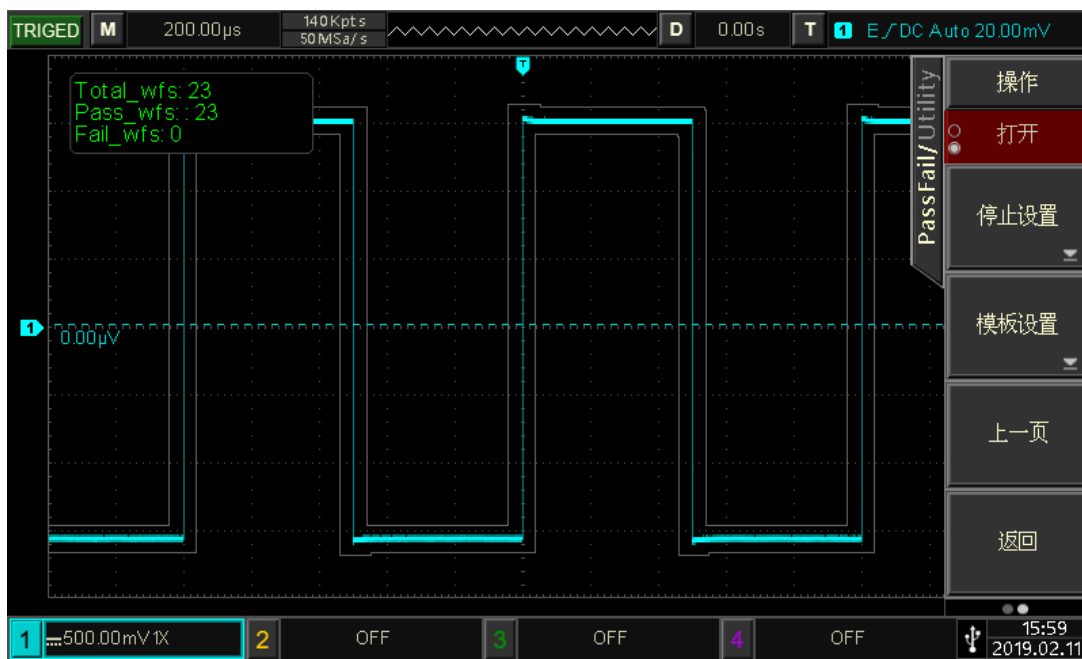 TRIGED M 200.00μs 140Kpts D 0.00s T 1 E DC Auto 20.00mV
50MSa/s
T
Total_wfs: 23
Pass_wfs: : 23
Fail_wfs: 0
PassFail/Utility
操作
打开
停止设置
1
0.00μV
模板设置
上一页
返回
1 500.00mV 1X 2 OFF 3 OFF 4 OFF 15:59
2019.02.11